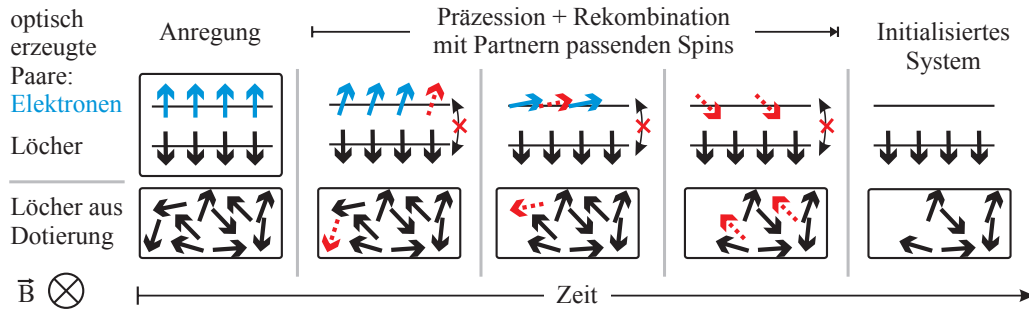 optisch
erzeugte
Paare:
Elektronen
Löcher
Anregung
Präzession + Rekombination
mit Partnern passenden Spins
Initialisiertes
System
Löcher aus
Dotierung
B
Zeit